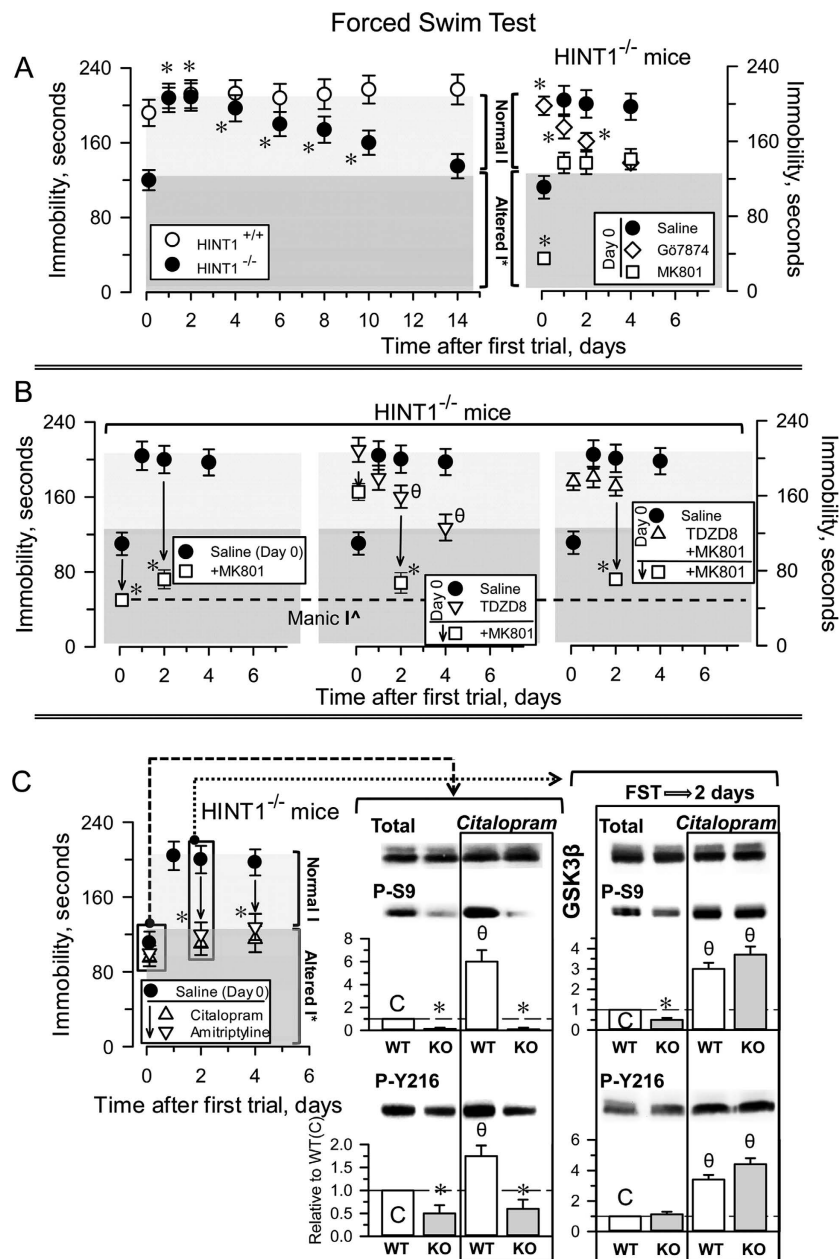 Forced Swim Test
A
HINT1-/- mice
Immobility, seconds
240
160
80
0
0 2 4 6 8 10 12 14
Time after first trial, days
HINT1 +/+
HINT1 -/-
Normal I
Altered I*
* * * * * *
* * * *
Day 0
Saline
Gö7874
MK801
0 2 4 6
240
160
80
0
Immobility, seconds
B
HINT1-/- mice
Immobility, seconds
240
160
80
0
Saline (Day 0)
+MK801
* *
Manic I^
0 2 4 6
θ θ
*
Day 0
Saline
TDZD8
+MK801
0 2 4 6
*
Day 0
Saline
TDZD8
+MK801
+MK801
0 2 4 6
240
160
80
0
Immobility, seconds
Time after first trial, days
C
HINT1-/- mice
Immobility, seconds
240
160
80
0
* *
Normal I
Altered I*
Saline (Day 0)
Citalopram
Amitriptyline
0 2 4 6
Time after first trial, days
Total
Citalopram
P-S9
8
6
4
2
1
0
C * θ *
WT KO WT KO
P-Y216
Relative to WT(C)
2.0
1.5
1.0
0.5
0.0
C * θ *
WT KO WT KO
GSK3β
FST ⟹ 2 days
Total
Citalopram
P-S9
4
3
2
1
0
C * θ θ
WT KO WT KO
P-Y216
6
4
2
1
0
C θ θ
WT KO WT KO